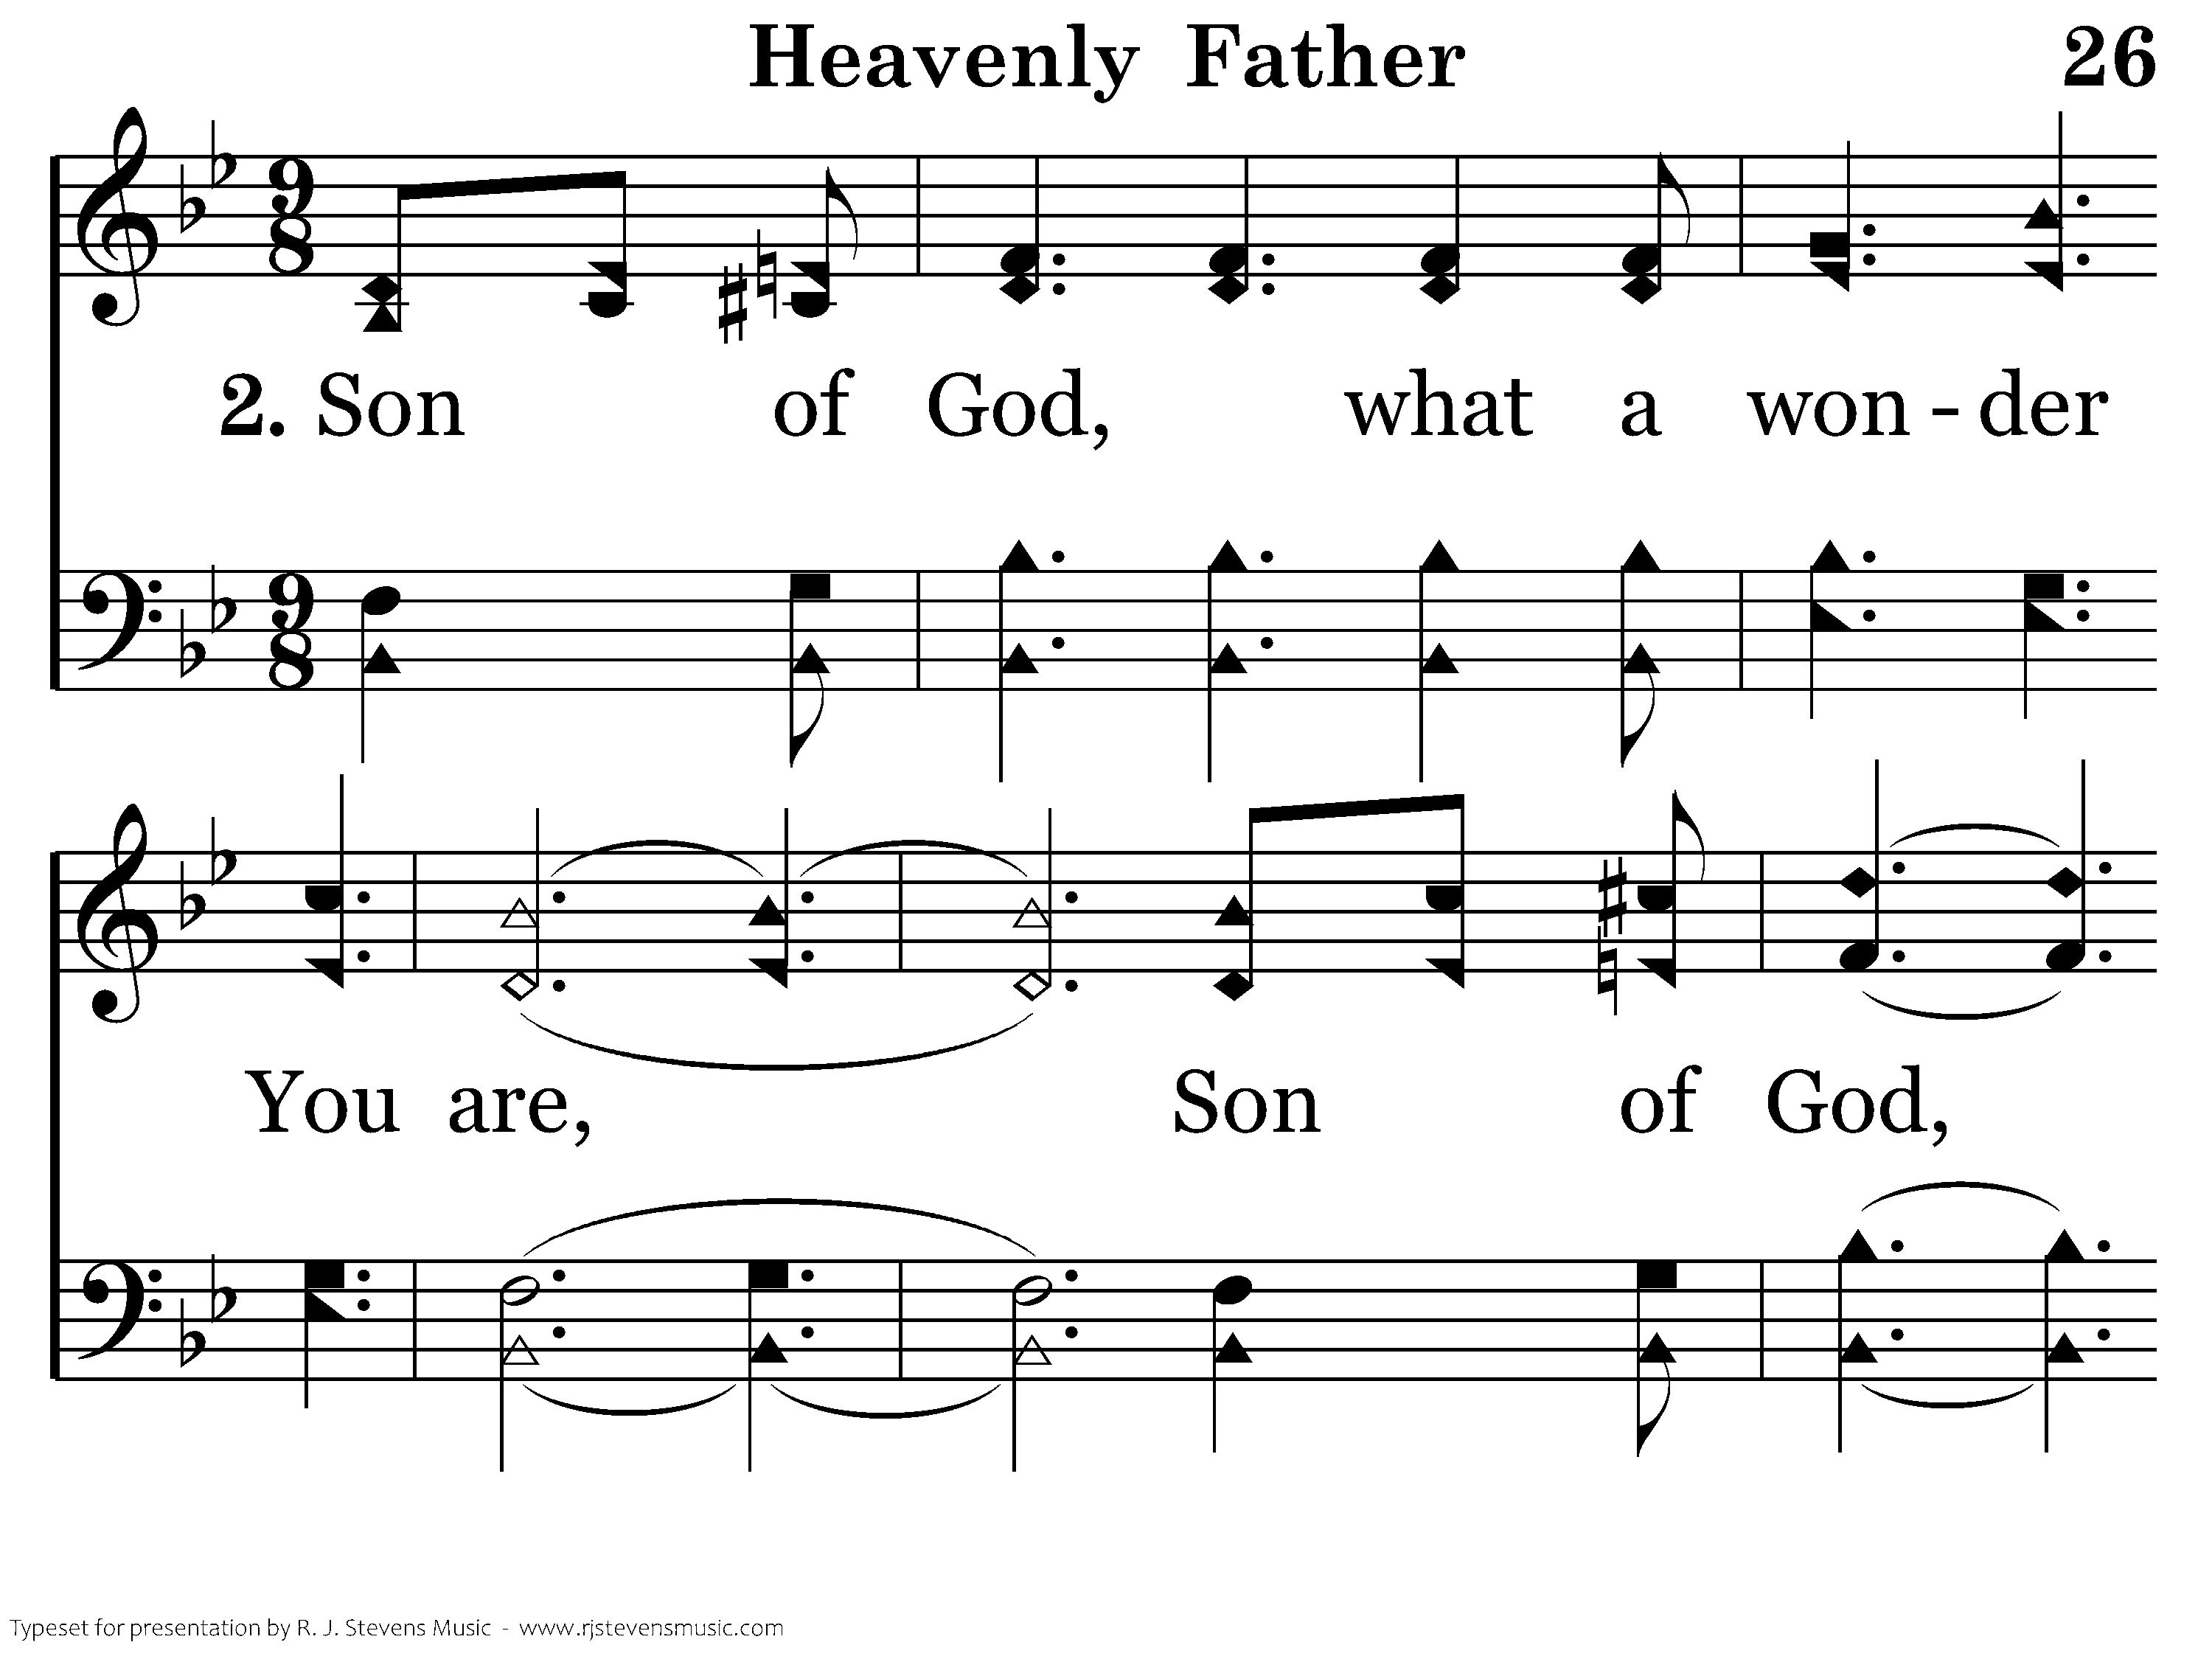 Heavenly Father 26
2. Son of God, what a won - der
You are, Son of God,
Typeset for presentation by R. J. Stevens Music - www.rjstevensmusic.com